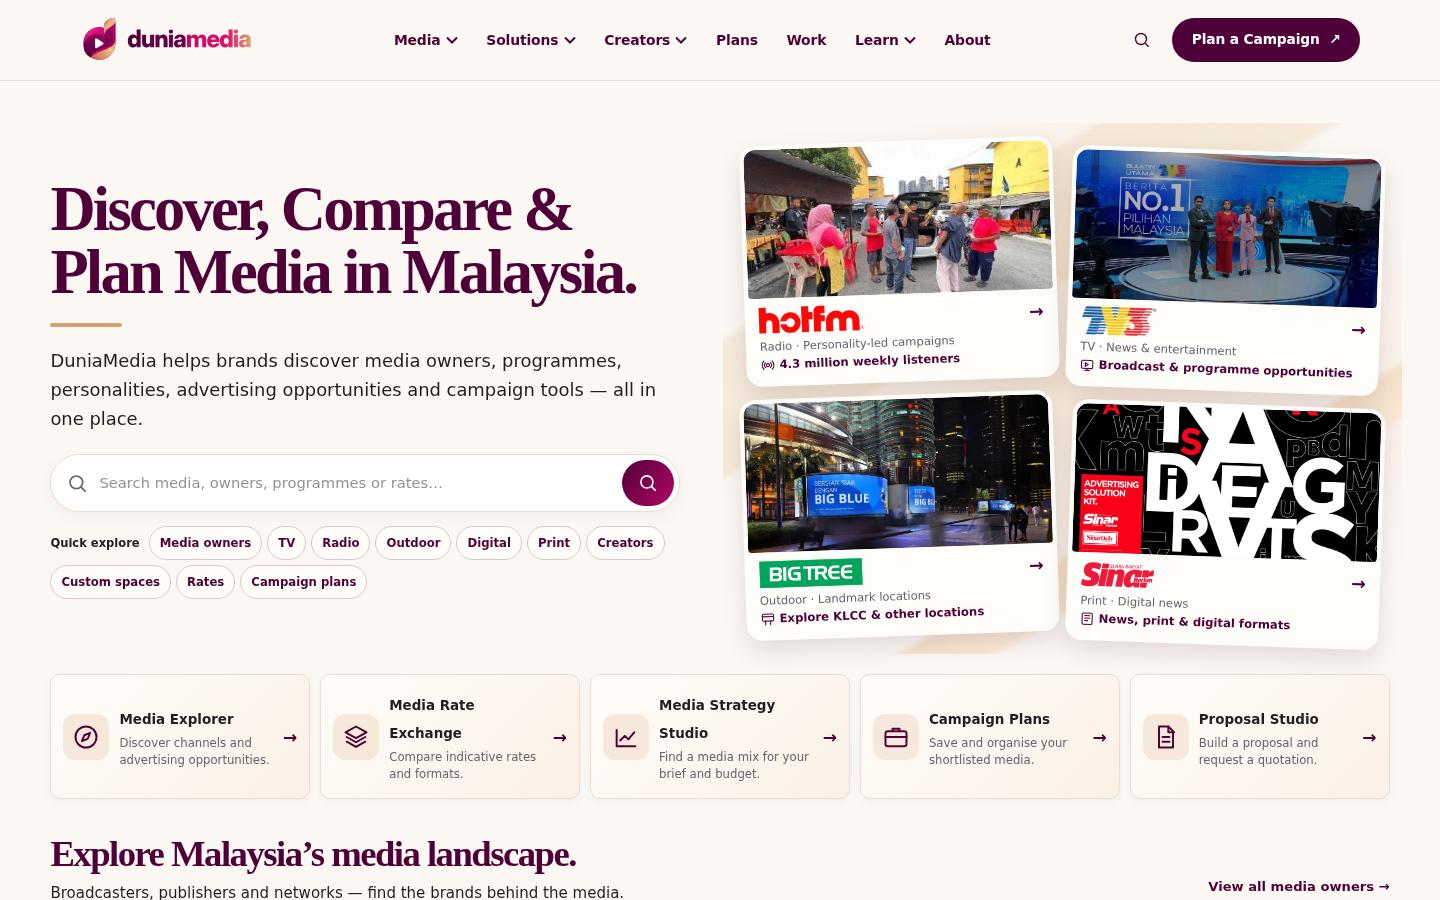 duniamedia
Media
Solutions
Creators
Plans
Work
Learn
About
Plan a Campaign ↗
Discover, Compare &
Plan Media in Malaysia.
DuniaMedia helps brands discover media owners, programmes,
personalities, advertising opportunities and campaign tools — all in
one place.
Search media, owners, programmes or rates...
Quick explore
Media owners
TV
Radio
Outdoor
Digital
Print
Creators
Custom spaces
Rates
Campaign plans
hotfm
→
Radio · Personality-led campaigns
4.3 million weekly listeners
BULETIN
UTAMA
BERITA
NO.1
PILIHAN
MALAYSIA
TV3
→
TV · News & entertainment
Broadcast & programme opportunities
BERSIAR SIAR
DENGAN
BIG BLUE
BIG TREE
→
Outdoor · Landmark locations
Explore KLCC & other locations
ADVERTISING
SOLUTION
KIT.
Sinar
SinarDaily
Sinar
Harian
→
Print · Digital news
News, print & digital formats
Media Explorer
Discover channels and
advertising opportunities.
→
Media Rate
Exchange
Compare indicative rates
and formats.
→
Media Strategy
Studio
Find a media mix for your
brief and budget.
→
Campaign Plans
Save and organise your
shortlisted media.
→
Proposal Studio
Build a proposal and
request a quotation.
→
Explore Malaysia’s media landscape.
Broadcasters, publishers and networks — find the brands behind the media.
View all media owners →